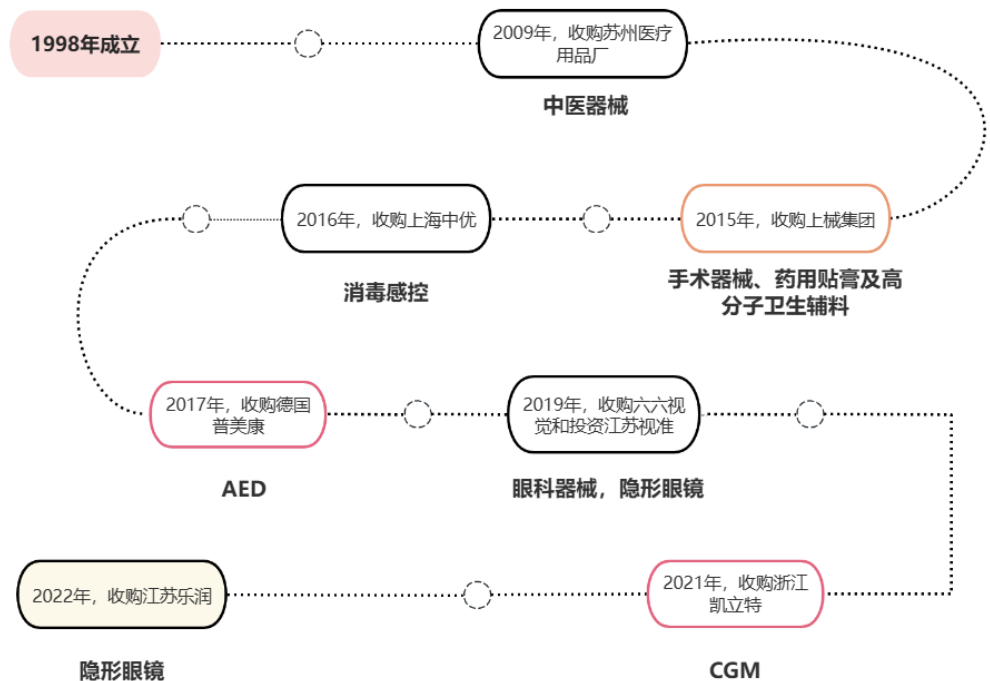 1998年成立
2009年，收购苏州医疗
用品厂
中医器械
2015年，收购上械集团
手术器械、药用贴膏及高
分子卫生辅料
2016年，收购上海中优
消毒感控
2017年，收购德国
普美康
AED
2019年，收购六六视
觉和投资江苏视准
眼科器械，隐形眼镜
2021年，收购浙江
凯立特
CGM
2022年，收购江苏乐润
隐形眼镜